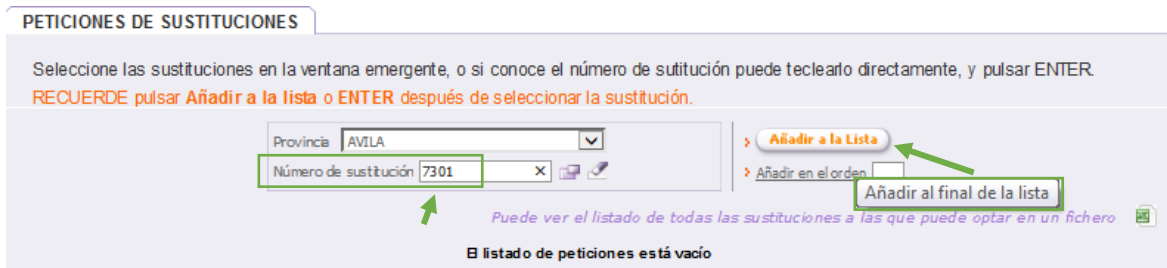 PETICIONES DE SUSTITUCIONES
Seleccione las sustituciones en la ventana emergente, o si conoce el número de sutitución puede teclearlo directamente, y pulsar ENTER.
RECUERDE pulsar Añadir a la lista o ENTER después de seleccionar la sustitución.
Provincia AVILA
Añadir a la Lista
Número de sustitución 7301
Añadir en el orden
Añadir al final de la lista
Puede ver el listado de todas las sustituciones a las que puede optar en un fichero
El listado de peticiones está vacío